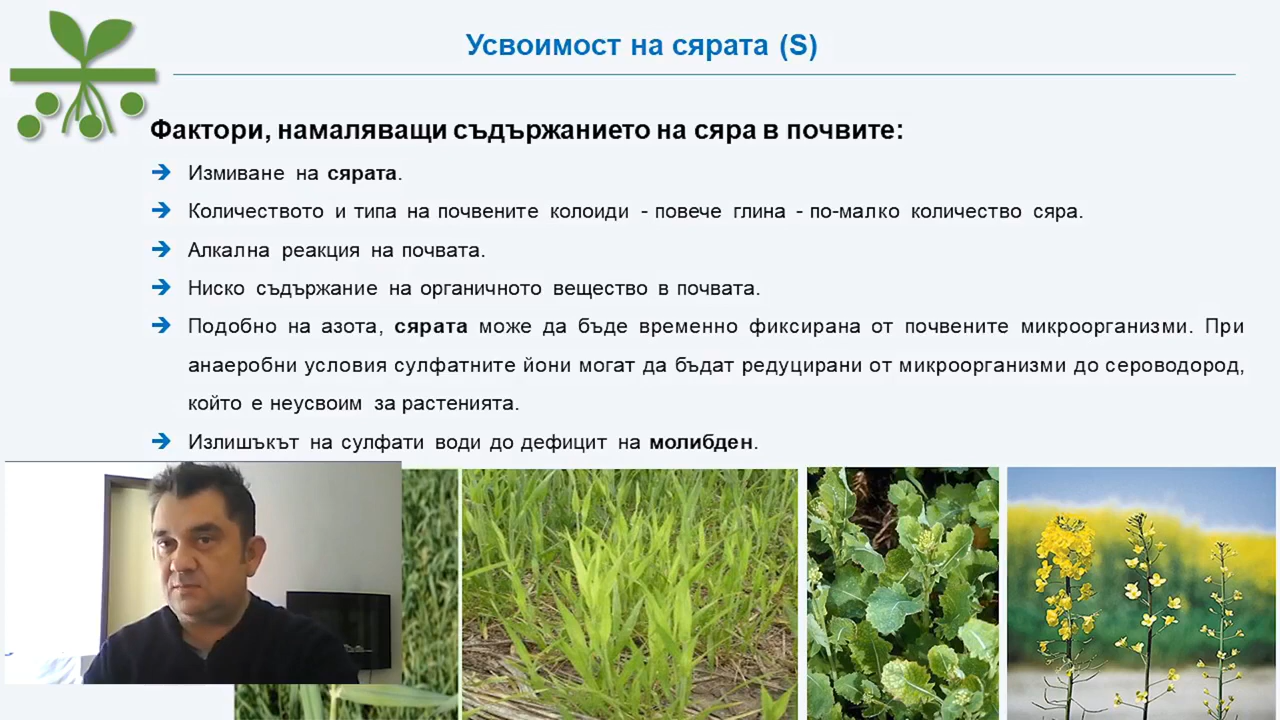 Усвоимост на сярата (S)
Фактори, намаляващи съдържанието на сяра в почвите:
Измиване на сярата.
Количеството и типа на почвените колоиди - повече глина - по-малко количество сяра.
Алкална реакция на почвата.
Ниско съдържание на органичното вещество в почвата.
Подобно на азота, сярата може да бъде временно фиксирана от почвените микроорганизми. При
анаеробни условия сулфатните йони могат да бъдат редуцирани от микроорганизми до сероводород,
който е неусвоим за растенията.
Излишъкът на сулфати води до дефицит на молибден.